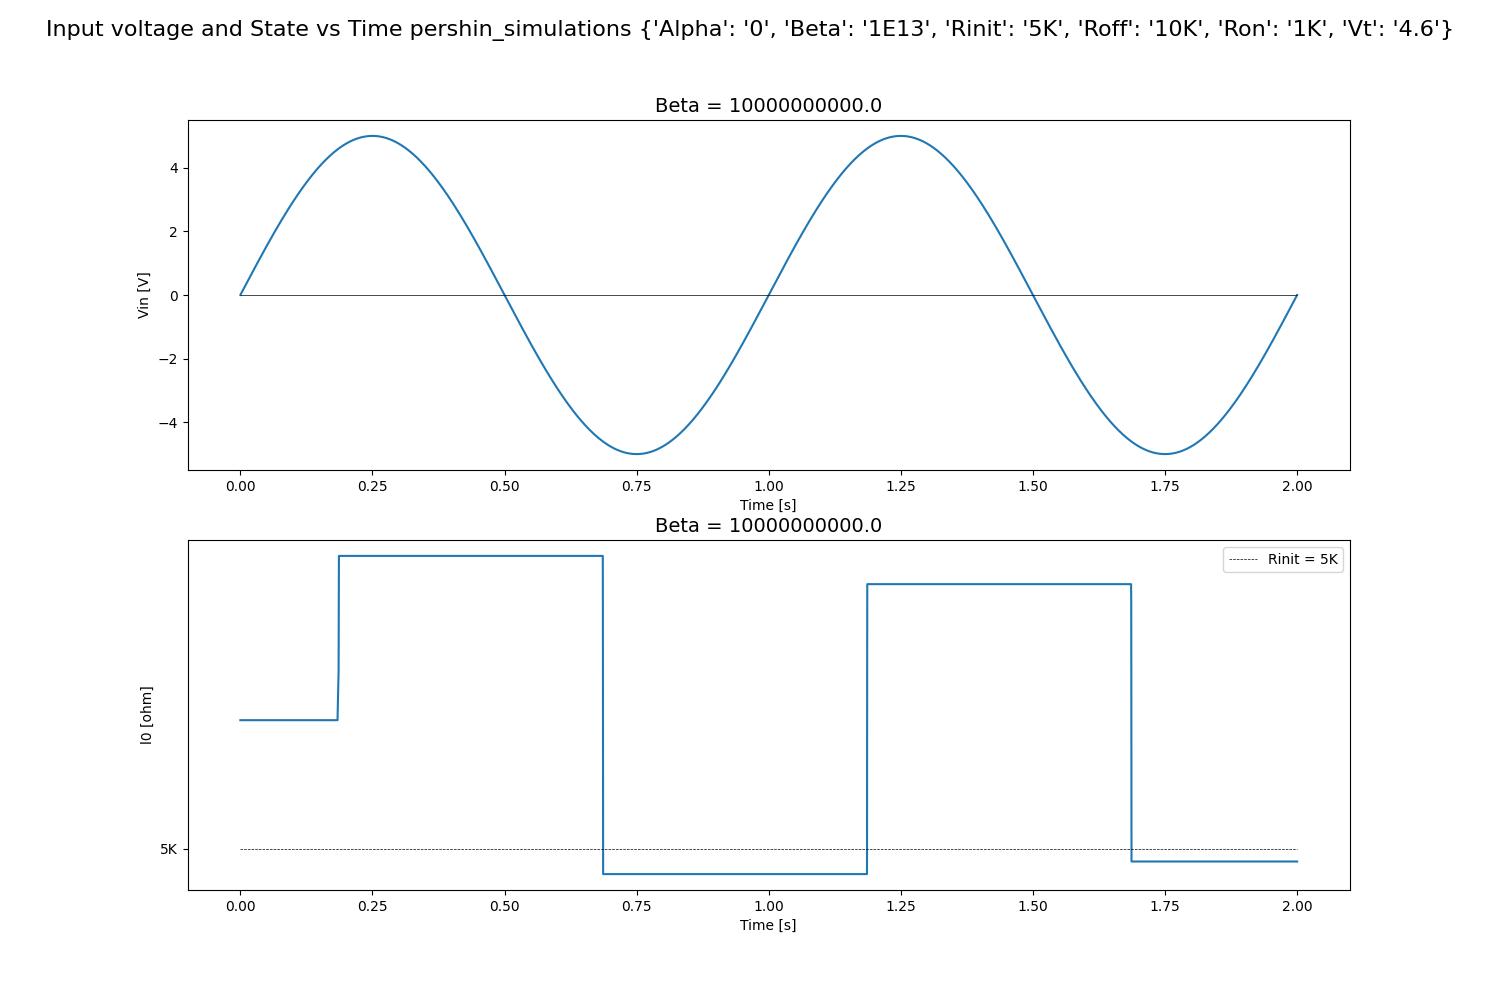 Input voltage and State vs Time pershin_simulations {'Alpha': '0', 'Beta': '1E13', 'Rinit': '5K', 'Roff': '10K', 'Ron': '1K', 'Vt': '4.6'}
Beta = 10000000000.0
4
2
0
−2
−4
Vin [V]
0.00 0.25 0.50 0.75 1.00 1.25 1.50 1.75 2.00
Time [s]
Beta = 10000000000.0
Rinit = 5K
5K
l0 [ohm]
0.00 0.25 0.50 0.75 1.00 1.25 1.50 1.75 2.00
Time [s]